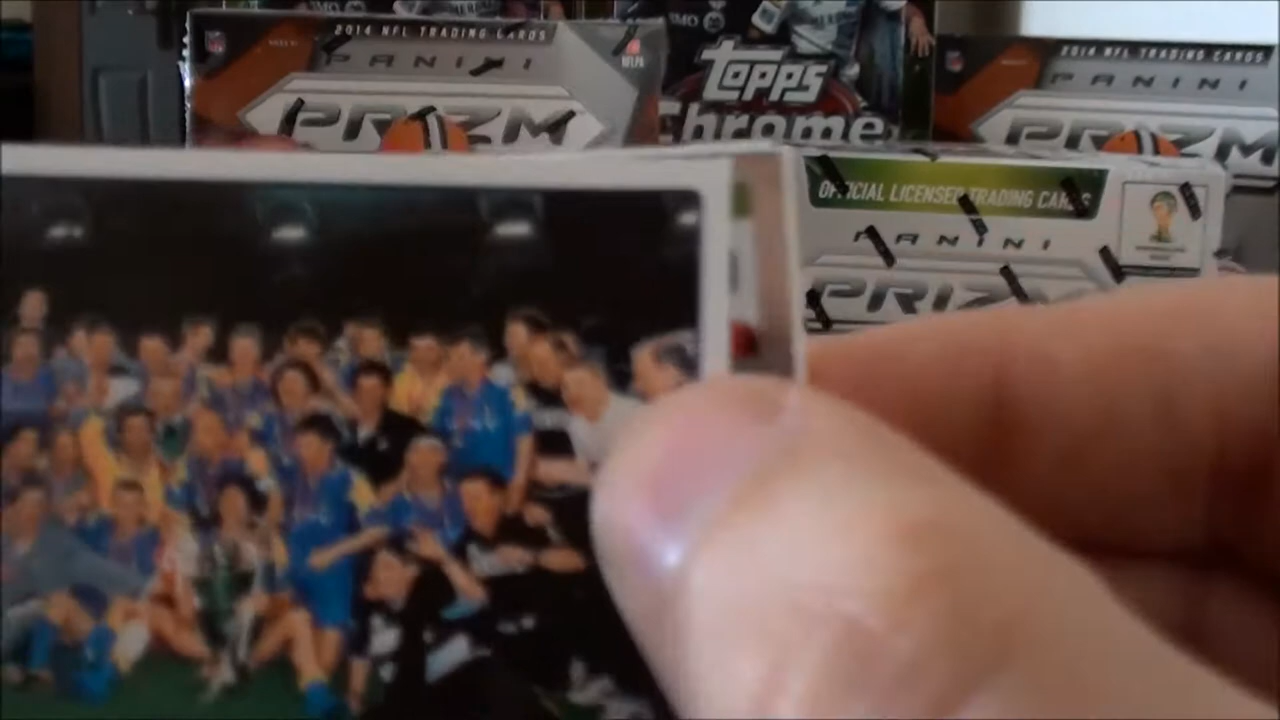 2014 NFL TRADING CARDS
PANINI
PRIZM
TOPPS
Chrome
2014 NFL TRADING CARDS
PANINI
PRIZM
OFFICIAL LICENSED TRADING CARDS
PANINI
PRIZM